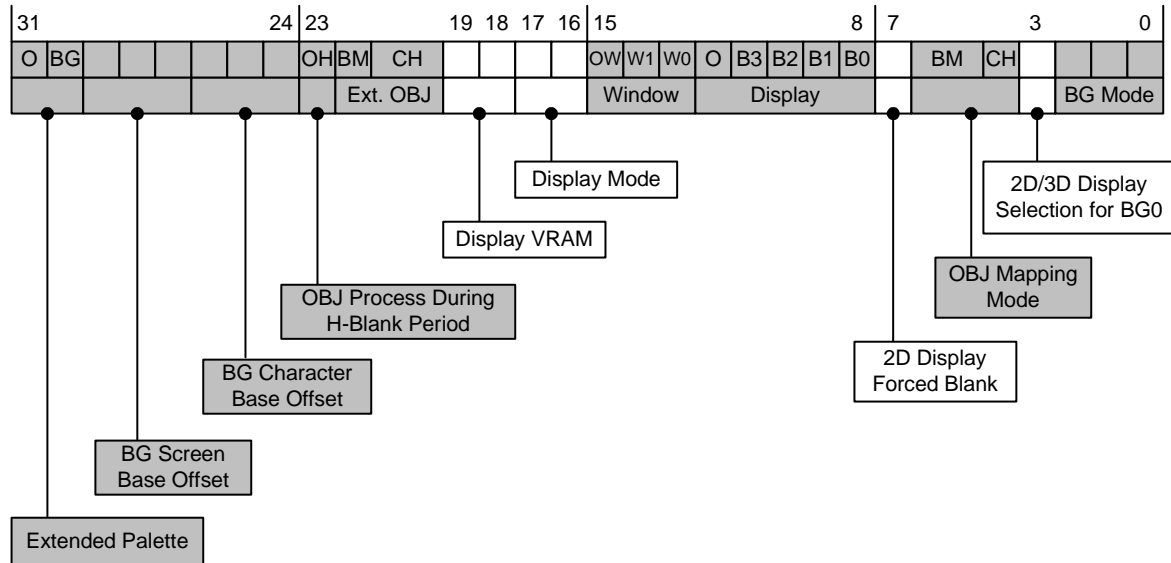 31 24 23 19 18 17 16 15 8 7 3 0
O BG OH BM CH OW W1 W0 O B3 B2 B1 B0 BM CH
Ext. OBJ Window Display BG Mode
Display Mode
2D/3D Display
Selection for BG0
Display VRAM
OBJ Process During
H-Blank Period
OBJ Mapping
Mode
2D Display
Forced Blank
BG Character
Base Offset
BG Screen
Base Offset
Extended Palette